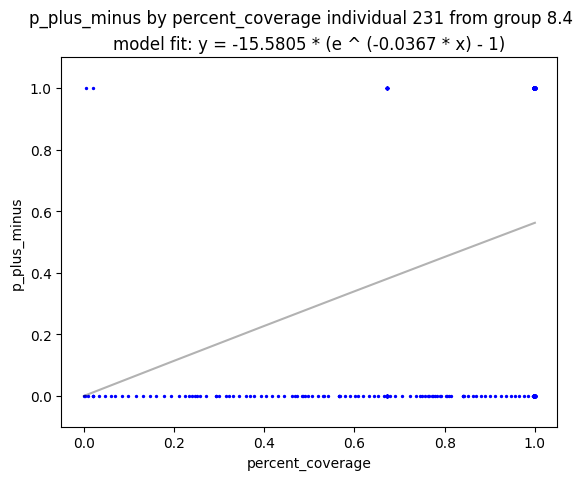 p_plus_minus by percent_coverage individual 231 from group 8.4
model fit: y = -15.5805 * (e ^ (-0.0367 * x) - 1)
1.0
0.8
0.6
0.4
0.2
0.0
p_plus_minus
0.0 0.2 0.4 0.6 0.8 1.0
percent_coverage